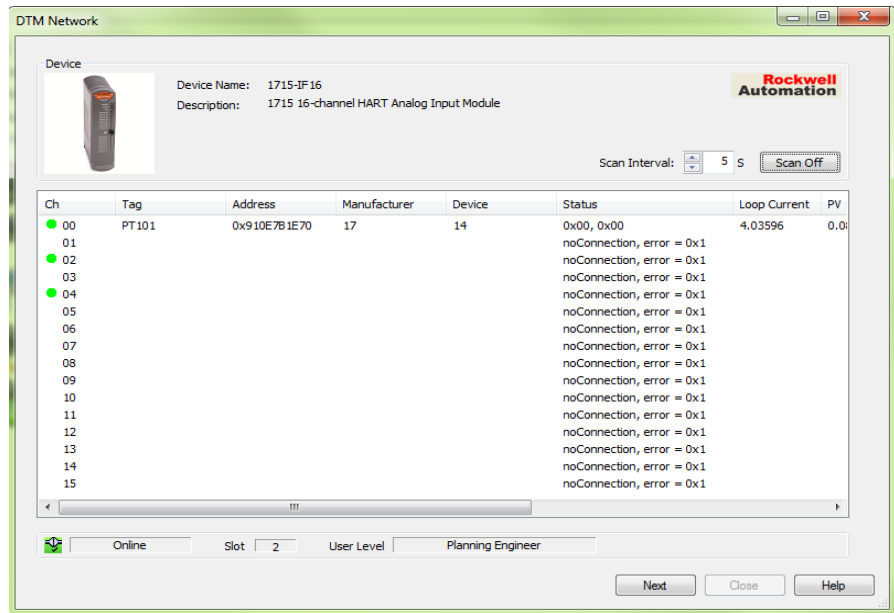 DTM Network
Device
Device Name: 1715-IF16
Description: 1715 16-channel HART Analog Input Module
Rockwell
Automation
Scan Interval: 5 S Scan Off
Ch Tag Address Manufacturer Device Status Loop Current PV
00 PT101 0x910E7B1E70 17 14 0x00, 0x00 4.03596 0.08
01 noConnection, error = 0x1
02 noConnection, error = 0x1
03 noConnection, error = 0x1
04 noConnection, error = 0x1
05 noConnection, error = 0x1
06 noConnection, error = 0x1
07 noConnection, error = 0x1
08 noConnection, error = 0x1
09 noConnection, error = 0x1
10 noConnection, error = 0x1
11 noConnection, error = 0x1
12 noConnection, error = 0x1
13 noConnection, error = 0x1
14 noConnection, error = 0x1
15 noConnection, error = 0x1
Online Slot 2 User Level Planning Engineer
Next Close Help